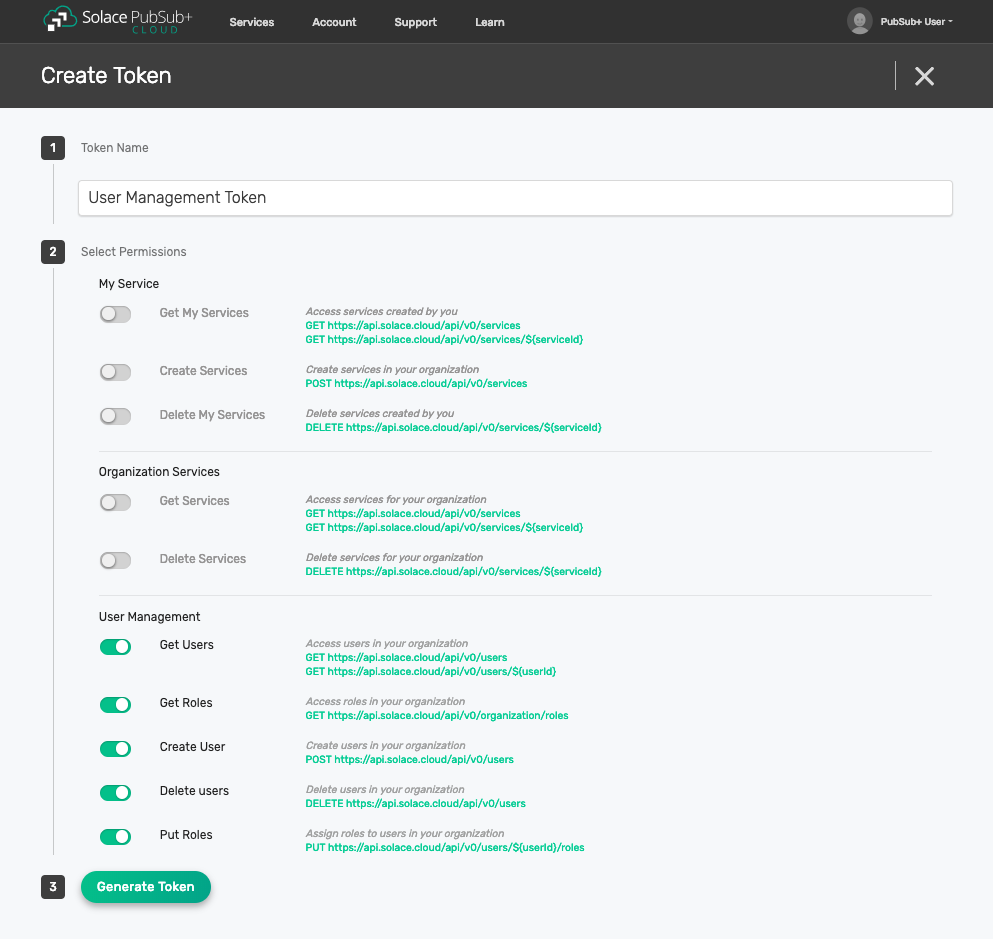 Solace PubSub+
CLOUD
Services Account Support Learn
PubSub+ User
Create Token
1 Token Name
User Management Token
2 Select Permissions
My Service
Get My Services Access services created by you
GET https://api.solace.cloud/api/v0/services
GET https://api.solace.cloud/api/v0/services/${serviceId}
Create Services Create services in your organization
POST https://api.solace.cloud/api/v0/services
Delete My Services Delete services created by you
DELETE https://api.solace.cloud/api/v0/services/${serviceId}
Organization Services
Get Services Access services for your organization
GET https://api.solace.cloud/api/v0/services
GET https://api.solace.cloud/api/v0/services/${serviceId}
Delete Services Delete services for your organization
DELETE https://api.solace.cloud/api/v0/services/${serviceId}
User Management
Get Users Access users in your organization
GET https://api.solace.cloud/api/v0/users
GET https://api.solace.cloud/api/v0/users/${userId}
Get Roles Access roles in your organization
GET https://api.solace.cloud/api/v0/organization/roles
Create User Create users in your organization
POST https://api.solace.cloud/api/v0/users
Delete users Delete users in your organization
DELETE https://api.solace.cloud/api/v0/users
Put Roles Assign roles to users in your organization
PUT https://api.solace.cloud/api/v0/users/${userId}/roles
3 Generate Token